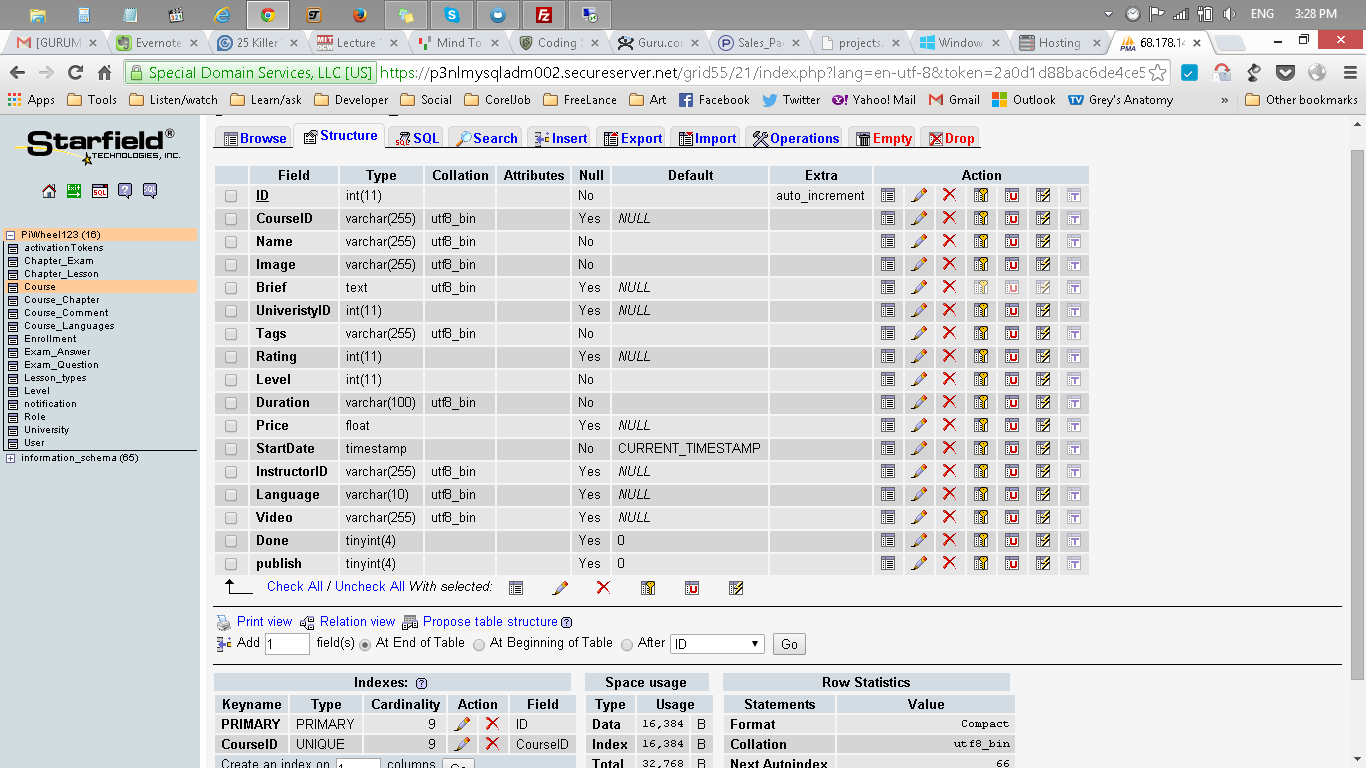 ENG 3:28 PM
[GURUM
Evernote
25 Killer
Lecture
Mind To
Coding
Guru.co
Sales_Pa
projects.
Window
Hosting
68.178.14
Special Domain Services, LLC [US] https://p3nlmysqladm002.secureserver.net/grid55/21/index.php?lang=en-utf-8&token=2a0d1d88bac6de4ce5
Apps Tools Listen/watch Learn/ask Developer Social CorelJob FreeLance Art Facebook Twitter Yahoo! Mail Gmail Outlook Grey's Anatomy » Other bookmarks
Starfield®
TECHNOLOGIES, INC.
PiWheel123 (16)
activationTokens
Chapter_Exam
Chapter_Lesson
Course
Course_Chapter
Course_Comment
Course_Languages
Enrollment
Exam_Answer
Exam_Question
Lesson_types
Level
notification
Role
University
User
information_schema (65)
Browse Structure SQL Search Insert Export Import Operations Empty Drop
Field Type Collation Attributes Null Default Extra Action
ID int(11) No auto_increment
CourseID varchar(255) utf8_bin Yes NULL
Name varchar(255) utf8_bin No
Image varchar(255) utf8_bin No
Brief text utf8_bin Yes NULL
UniveristyID int(11) Yes NULL
Tags varchar(255) utf8_bin No
Rating int(11) Yes NULL
Level int(11) No
Duration varchar(100) utf8_bin No
Price float Yes NULL
StartDate timestamp No CURRENT_TIMESTAMP
InstructorID varchar(255) utf8_bin Yes NULL
Language varchar(10) utf8_bin Yes NULL
Video varchar(255) utf8_bin Yes NULL
Done tinyint(4) Yes 0
publish tinyint(4) Yes 0
Check All / Uncheck All With selected:
Print view Relation view Propose table structure
Add 1 field(s) At End of Table At Beginning of Table After ID Go
Indexes:
Keyname Type Cardinality Action Field
PRIMARY PRIMARY 9 ID
CourseID UNIQUE 9 CourseID
Create an index on 1 columns Go
Space usage
Type Usage
Data 16,384 B
Index 16,384 B
Total 32,768 B
Row Statistics
Statements Value
Format Compact
Collation utf8_bin
Next Autoindex 66